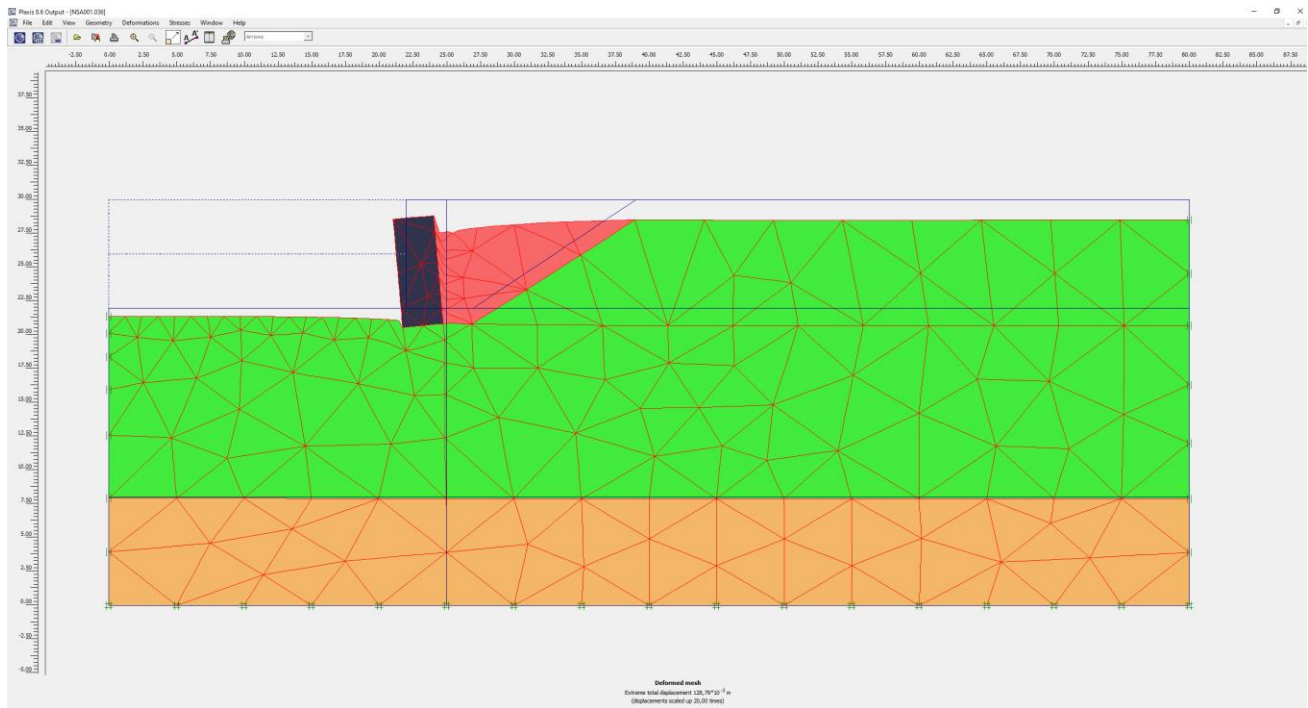 Plaxis 8.6 Output - [NSA001.036]
File Edit View Geometry Deformations Stresses Window Help
Arrows
-2.50 0.00 2.50 5.00 7.50 10.00 12.50 15.00 17.50 20.00 22.50 25.00 27.50 30.00 32.50 35.00 37.50 40.00 42.50 45.00 47.50 50.00 52.50 55.00 57.50 60.00 62.50 65.00 67.50 70.00 72.50 75.00 77.50 80.00 82.50 85.00 87.50
37.50
35.00
32.50
30.00
27.50
25.00
22.50
20.00
17.50
15.00
12.50
10.00
7.50
5.00
2.50
0.00
-2.50
-5.00
Deformed mesh
Extreme total displacement 128,79*10⁻³ m
(displacements scaled up 20,00 times)